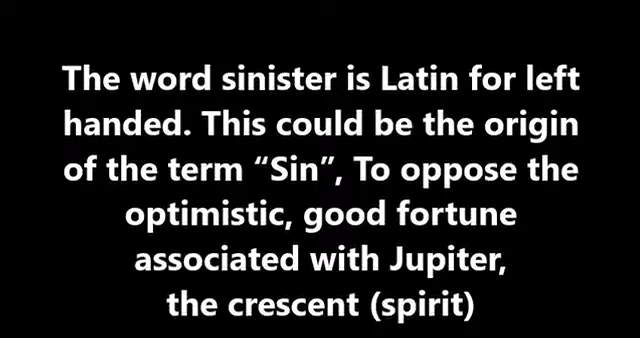 The word sinister is Latin for left
handed. This could be the origin
of the term “Sin”, To oppose the
optimistic, good fortune
associated with Jupiter,
the crescent (spirit)